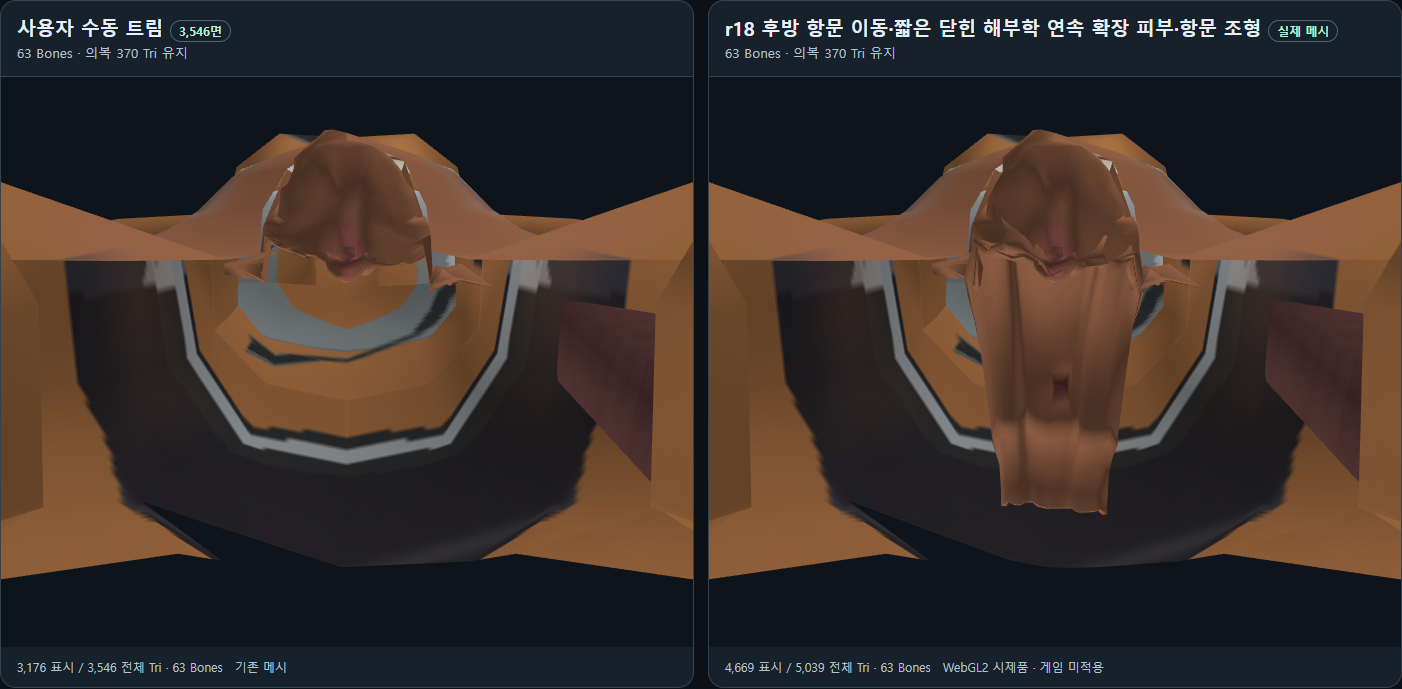 사용자 수동 트림 3,546면
63 Bones · 의복 370 Tri 유지
3,176 표시 / 3,546 전체 Tri · 63 Bones 기존 메시
r18 후방 항문 이동·짧은 닫힌 해부학 연속 확장 피부·항문 조형 실제 메시
63 Bones · 의복 370 Tri 유지
4,669 표시 / 5,039 전체 Tri · 63 Bones WebGL2 시제품 · 게임 미적용